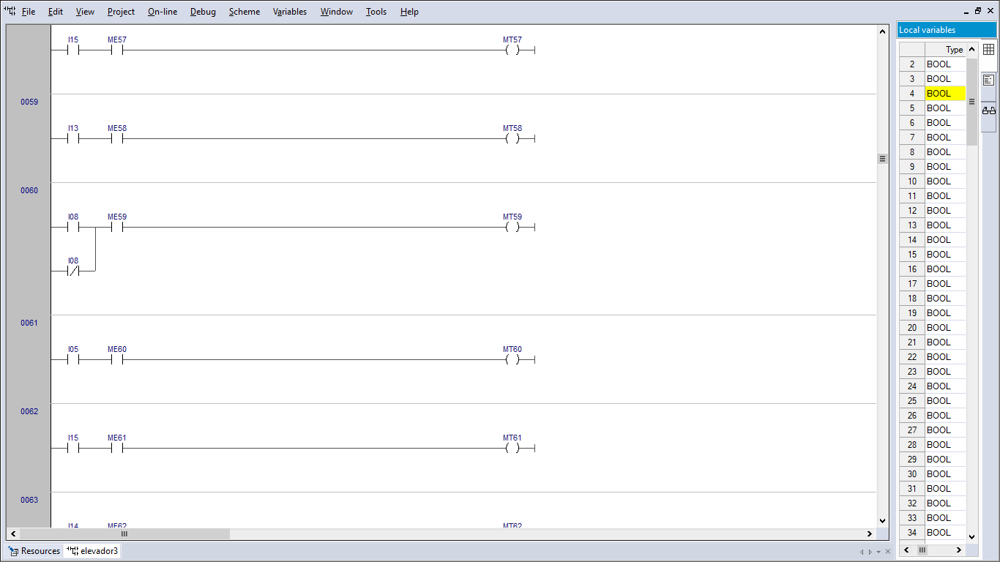 File Edit View Project On-line Debug Scheme Variables Window Tools Help
I15 ME57 MT57
0059
I13 ME58 MT58
0060
I08 ME59 MT59
I08
0061
I05 ME60 MT60
0062
I15 ME61 MT61
0063
I14 ME62 MT62
Resources elevador3
Local variables
Type
2 BOOL
3 BOOL
4 BOOL
5 BOOL
6 BOOL
7 BOOL
8 BOOL
9 BOOL
10 BOOL
11 BOOL
12 BOOL
13 BOOL
14 BOOL
15 BOOL
16 BOOL
17 BOOL
18 BOOL
19 BOOL
20 BOOL
21 BOOL
22 BOOL
23 BOOL
24 BOOL
25 BOOL
26 BOOL
27 BOOL
28 BOOL
29 BOOL
30 BOOL
31 BOOL
32 BOOL
33 BOOL
34 BOOL